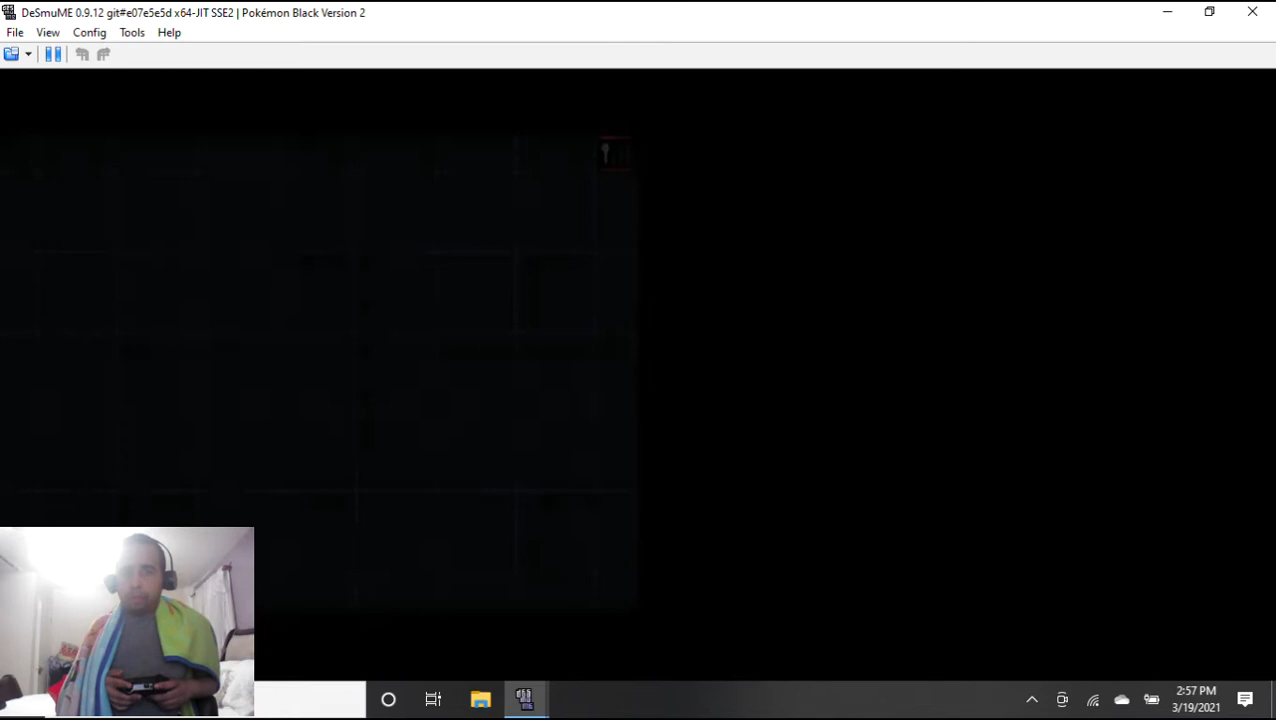 DeSmuME 0.9.12 git#e07e5e5d x64-JIT SSE2 | Pokémon Black Version 2
File View Config Tools Help
2:57 PM
3/19/2021